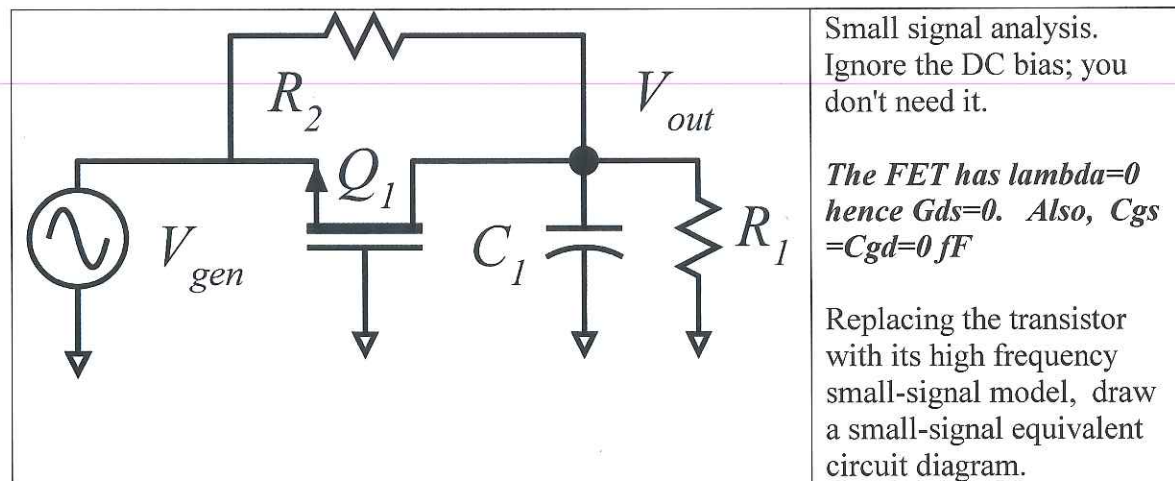 R2
Vout
Q1
Vgen
C1
R1
Small signal analysis.
Ignore the DC bias; you
don't need it.
The FET has lambda=0
hence Gds=0. Also, Cgs
=Cgd=0 fF
Replacing the transistor
with its high frequency
small-signal model, draw
a small-signal equivalent
circuit diagram.